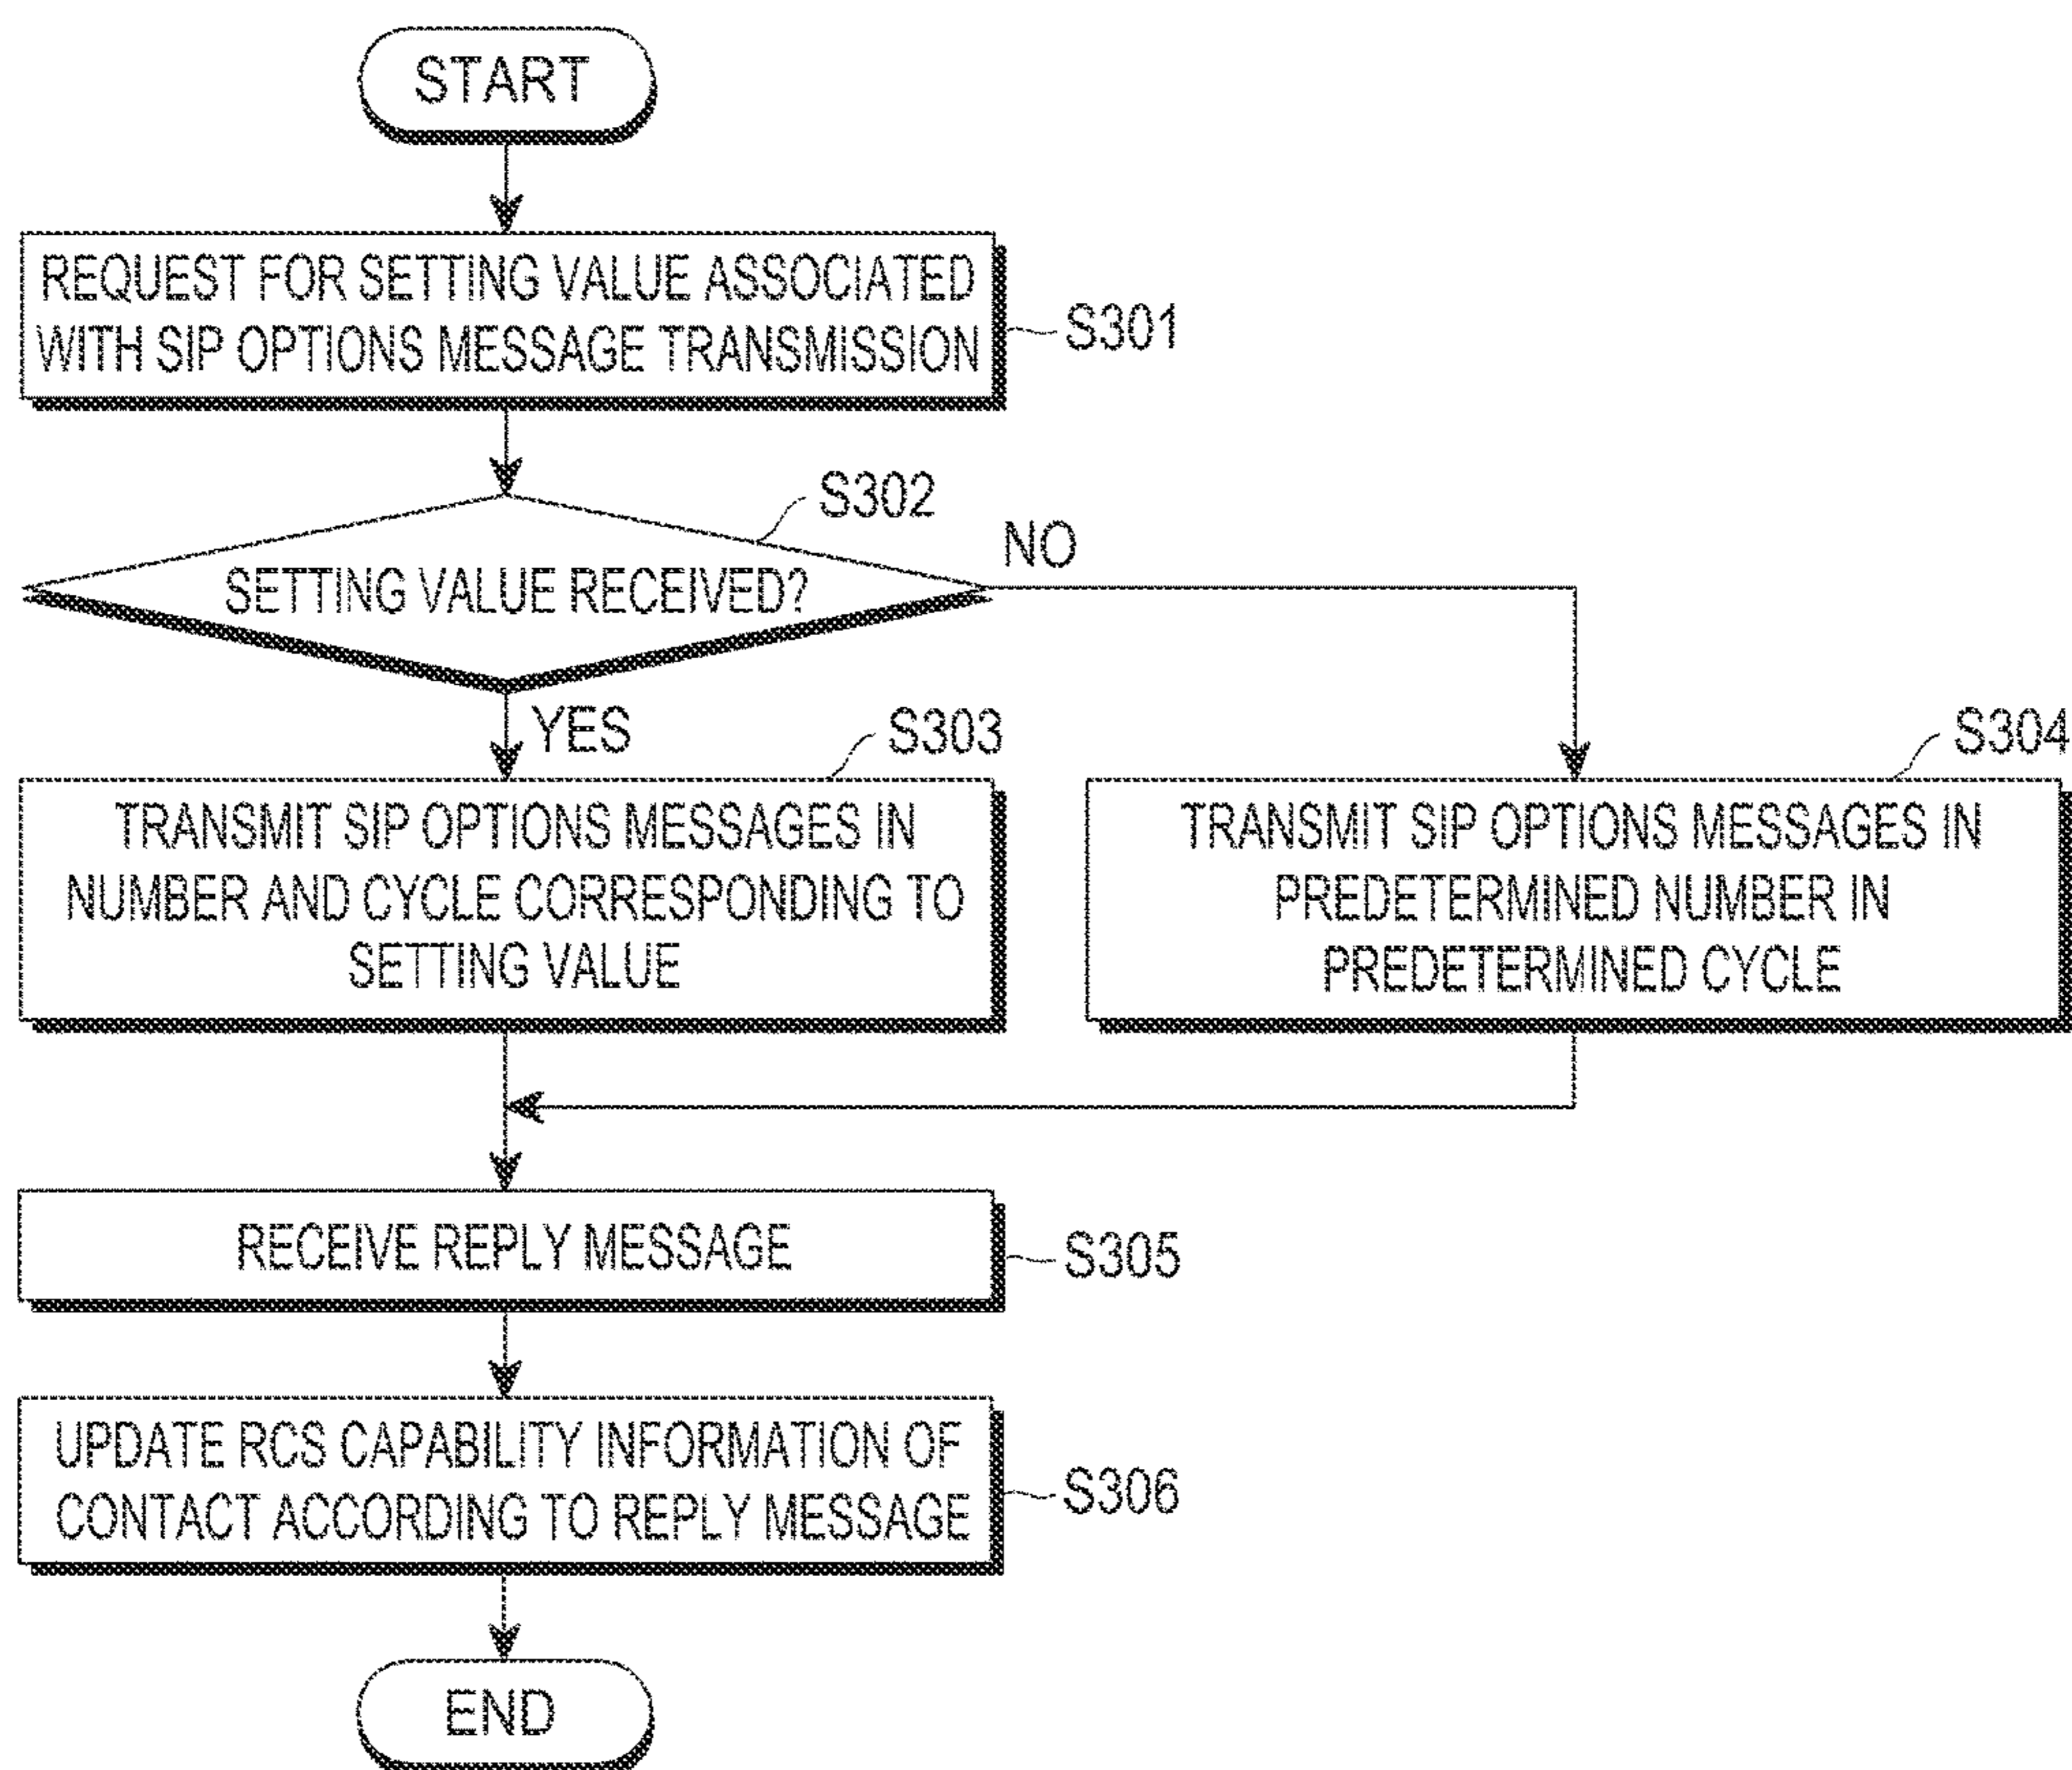 START
REQUEST FOR SETTING VALUE ASSOCIATED
WITH SIP OPTIONS MESSAGE TRANSMISSION
S301
S302
SETTING VALUE RECEIVED?
NO
YES
S303
TRANSMIT SIP OPTIONS MESSAGES IN
NUMBER AND CYCLE CORRESPONDING TO
SETTING VALUE
S304
TRANSMIT SIP OPTIONS MESSAGES IN
PREDETERMINED NUMBER IN
PREDETERMINED CYCLE
RECEIVE REPLY MESSAGE
S305
UPDATE RCS CAPABILITY INFORMATION OF
CONTACT ACCORDING TO REPLY MESSAGE
S306
END